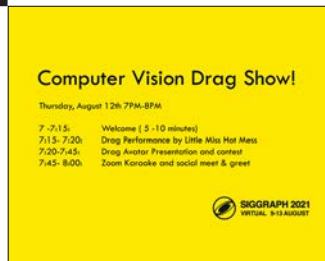 Computer Vision Drag Show!
Thursday, August 12th 7PM-8PM
7 -7:15: Welcome ( 5 -10 minutes)
7:15- 7:20: Drag Performance by Little Miss Hot Mess
7:20-7:45: Drag Avatar Presentation and contest
7:45- 8:00: Zoom Karaoke and social meet & greet
SIGGRAPH 2021
VIRTUAL 9-13 AUGUST